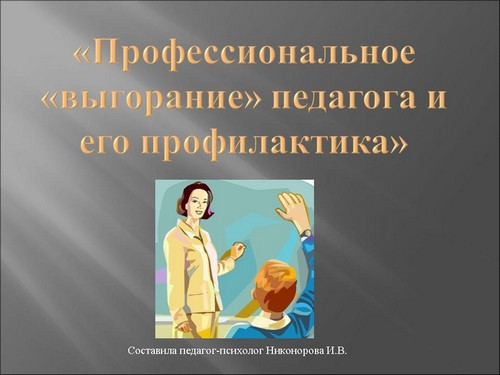 «Профессиональное
«выгорание» педагога и
его профилактика»
Составила педагог-психолог Никонорова И.В.